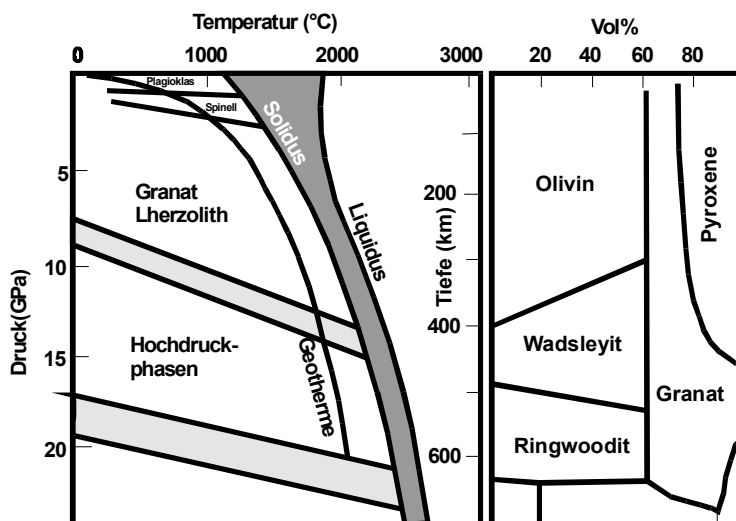 Temperatur (°C)
0
1000
2000
3000
Plagioklas
Spinell
Solidus
Liquidus
Granat
Lherzolith
Hochdruck-
phasen
Geotherme
Druck(GPa)
5
10
15
20
Vol%
20
40
60
80
Tiefe (km)
200
400
600
Olivin
Pyroxene
Wadsleyit
Granat
Ringwoodit